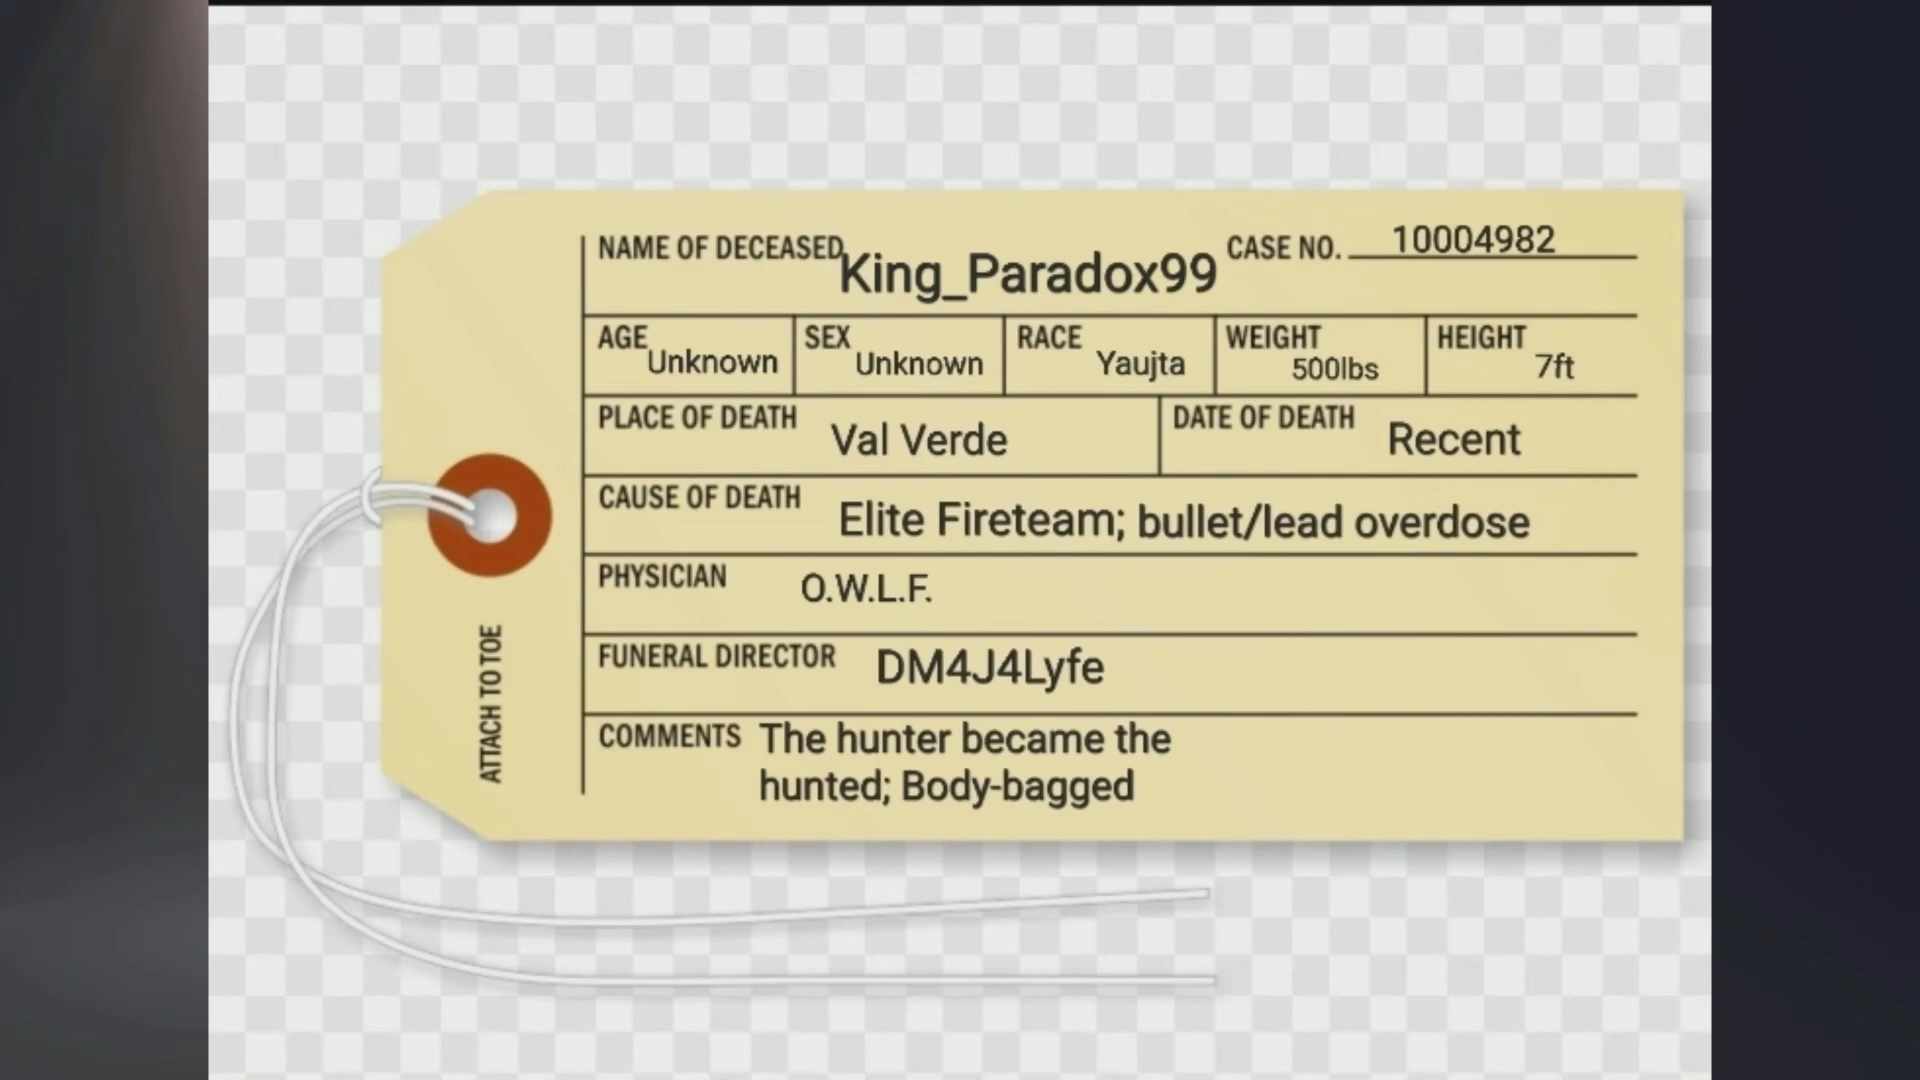 NAME OF DECEASED King_Paradox99 CASE NO. 10004982
AGE Unknown SEX Unknown RACE Yaujta WEIGHT 500lbs HEIGHT 7ft
PLACE OF DEATH Val Verde DATE OF DEATH Recent
CAUSE OF DEATH Elite Fireteam; bullet/lead overdose
PHYSICIAN O.W.L.F.
FUNERAL DIRECTOR DM4J4Lyfe
COMMENTS The hunter became the
hunted; Body-bagged
ATTACH TO TOE